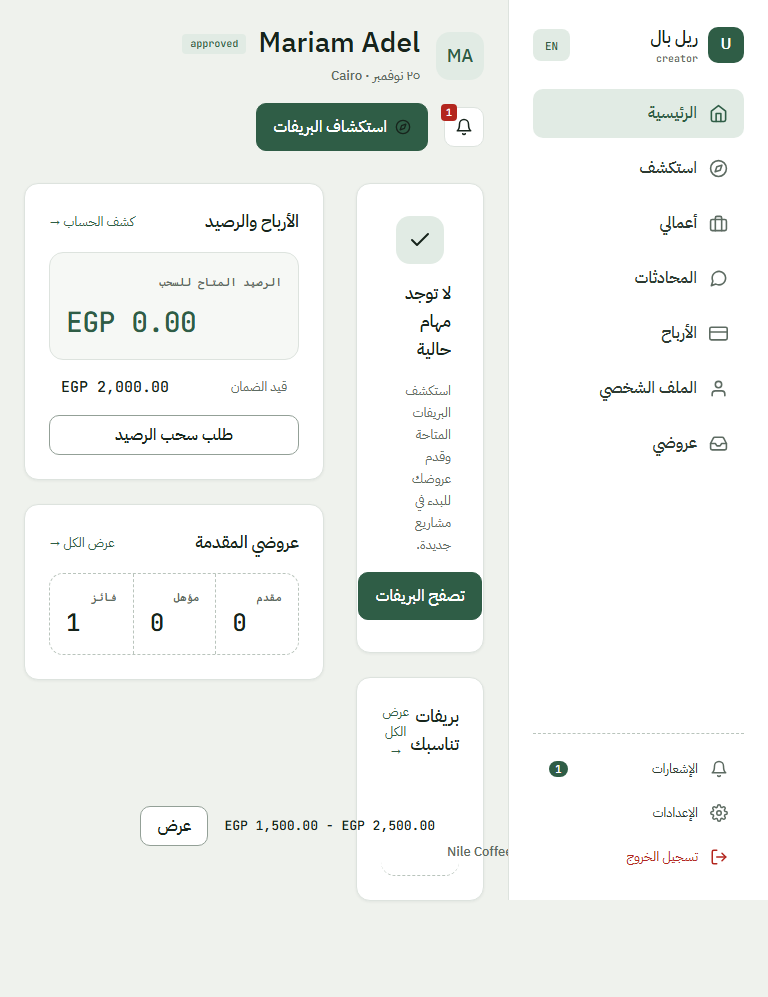 ريل بال
creator
U
EN
الرئيسية
استكشف
أعمالي
المحادثات
الأرباح
الملف الشخصي
عروضي
الإشعارات
1
الإعدادات
تسجيل الخروج
MA
Mariam Adel
approved
٢٥ نوفمبر · Cairo
1
استكشاف البريفات
لا توجد
مهام
حالية
استكشف
البريفات
المتاحة
وقدم
عروضك
للبدء في
مشاريع
جديدة.
تصفح البريفات
بريفات
تناسبك
عرض
الكل
→
EGP 1,500.00 - EGP 2,500.00
عرض
Nile Coffee
الأرباح والرصيد
كشف الحساب →
الرصيد المتاح للسحب
EGP 0.00
قيد الضمان
EGP 2,000.00
طلب سحب الرصيد
عروضي المقدمة
عرض الكل →
مقدم
0
مؤهل
0
فائز
1